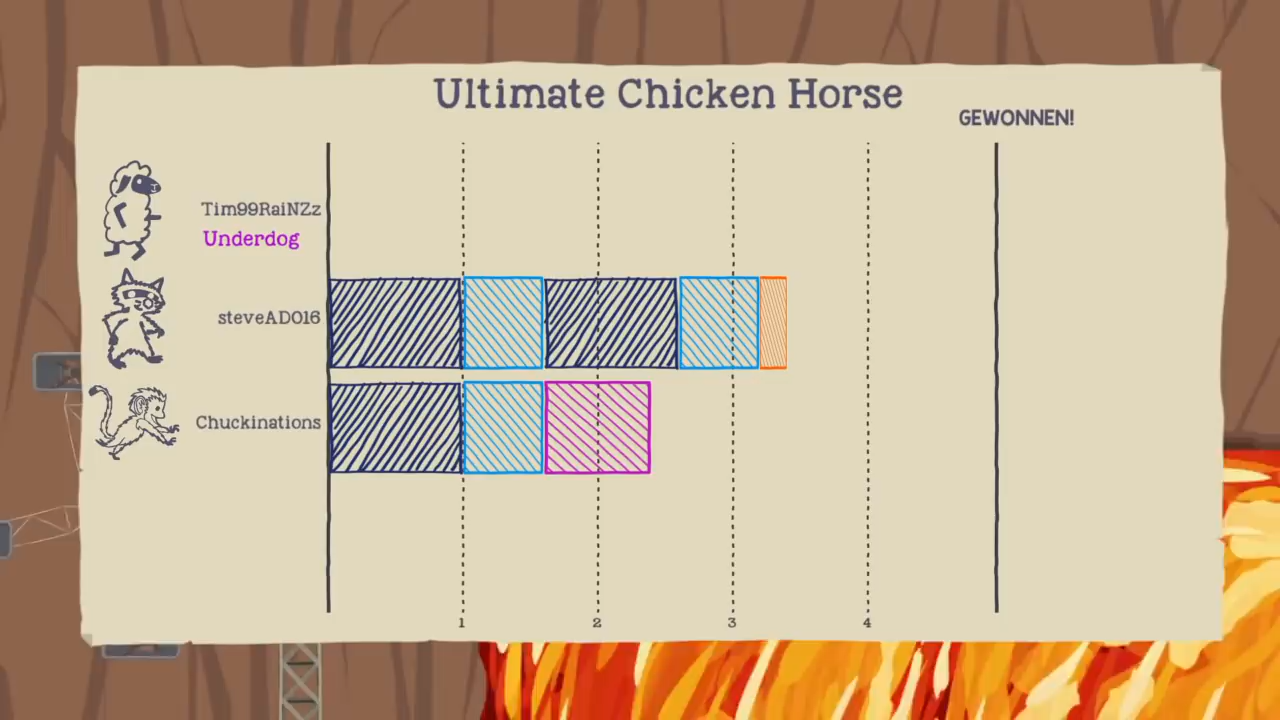 Ultimate Chicken Horse
GEWONNEN!
Tim99RaiNZz
Underdog
steveAD016
Chuckinations
1 2 3 4